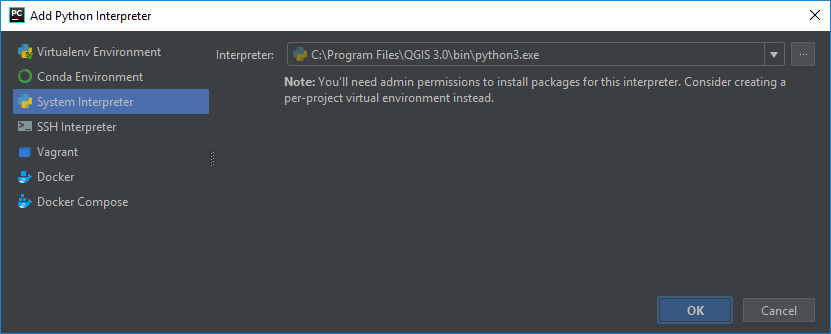 PC
Add Python Interpreter
Virtualenv Environment
Conda Environment
System Interpreter
SSH Interpreter
Vagrant
Docker
Docker Compose
Interpreter:
C:\Program Files\QGIS 3.0\bin\python3.exe
...
Note: You'll need admin permissions to install packages for this interpreter. Consider creating a
per-project virtual environment instead.
OK
Cancel